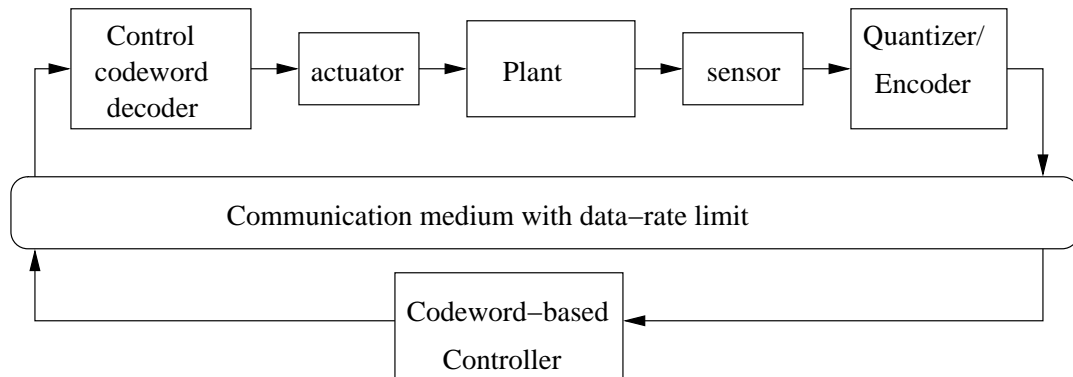 Control
codeword
decoder
actuator
Plant
sensor
Quantizer/
Encoder
Communication medium with data−rate limit
Codeword−based
Controller